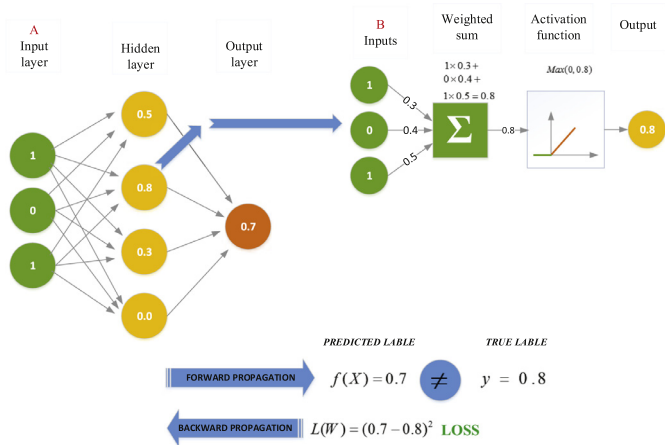 A
Input
layer
Hidden
layer
Output
layer
1
0
1
0.5
0.8
0.3
0.0
0.7
B
Inputs
Weighted
sum
Activation
function
Output
1×0.3+
0×0.4+
1×0.5=0.8
Max(0,0.8)
1
0
1
0.3
0.4
0.5
Σ
0.8
0.8
PREDICTED LABLE
TRUE LABLE
FORWARD PROPAGATION
f(X)=0.7
≠
y = 0.8
BACKWARD PROPAGATION
L(W)=(0.7−0.8)² LOSS